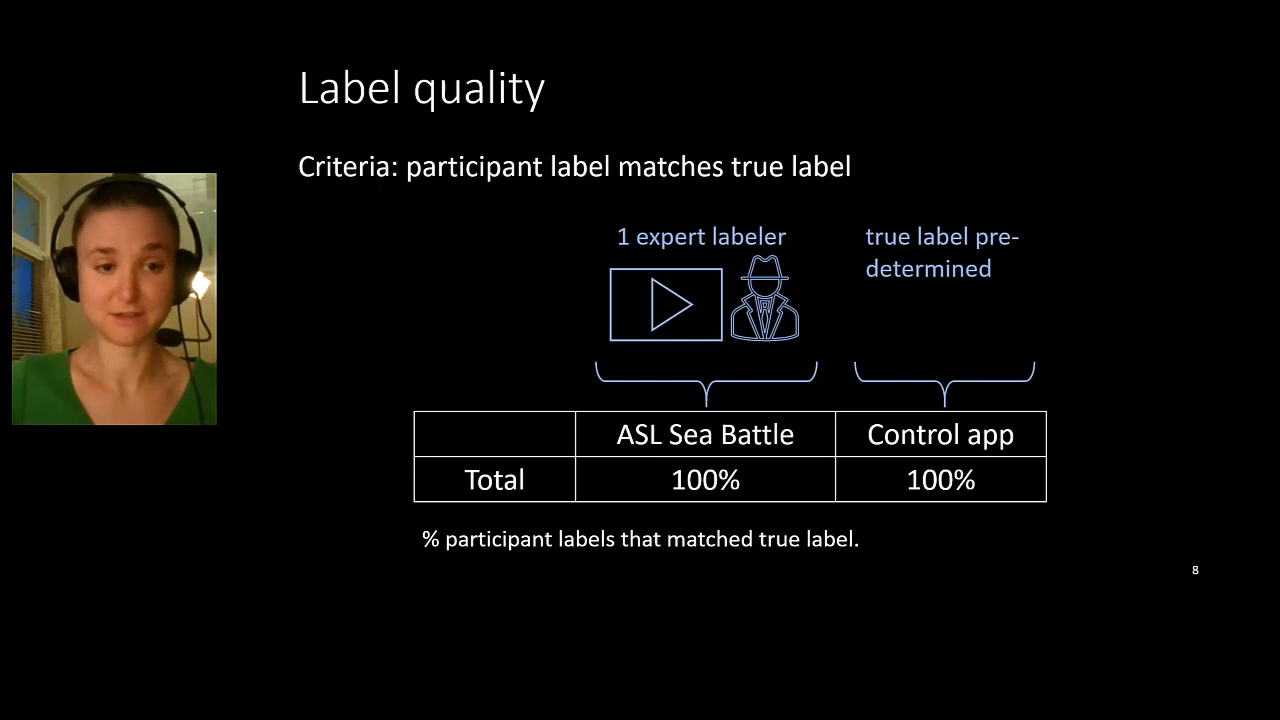 Label quality
Criteria: participant label matches true label
1 expert labeler
true label pre-
determined
ASL Sea Battle
Control app
Total
100%
100%
% participant labels that matched true label.
8